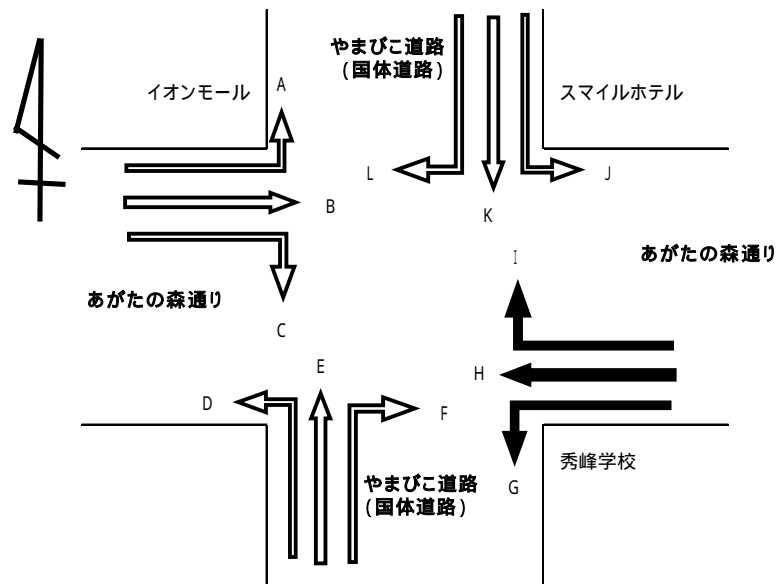 やまびこ道路
(国体道路)
イオンモール
A
スマイルホテル
L
J
B
K
I
あがたの森通り
あがたの森通り
C
E
H
D
F
秀峰学校
やまびこ道路
(国体道路)
G